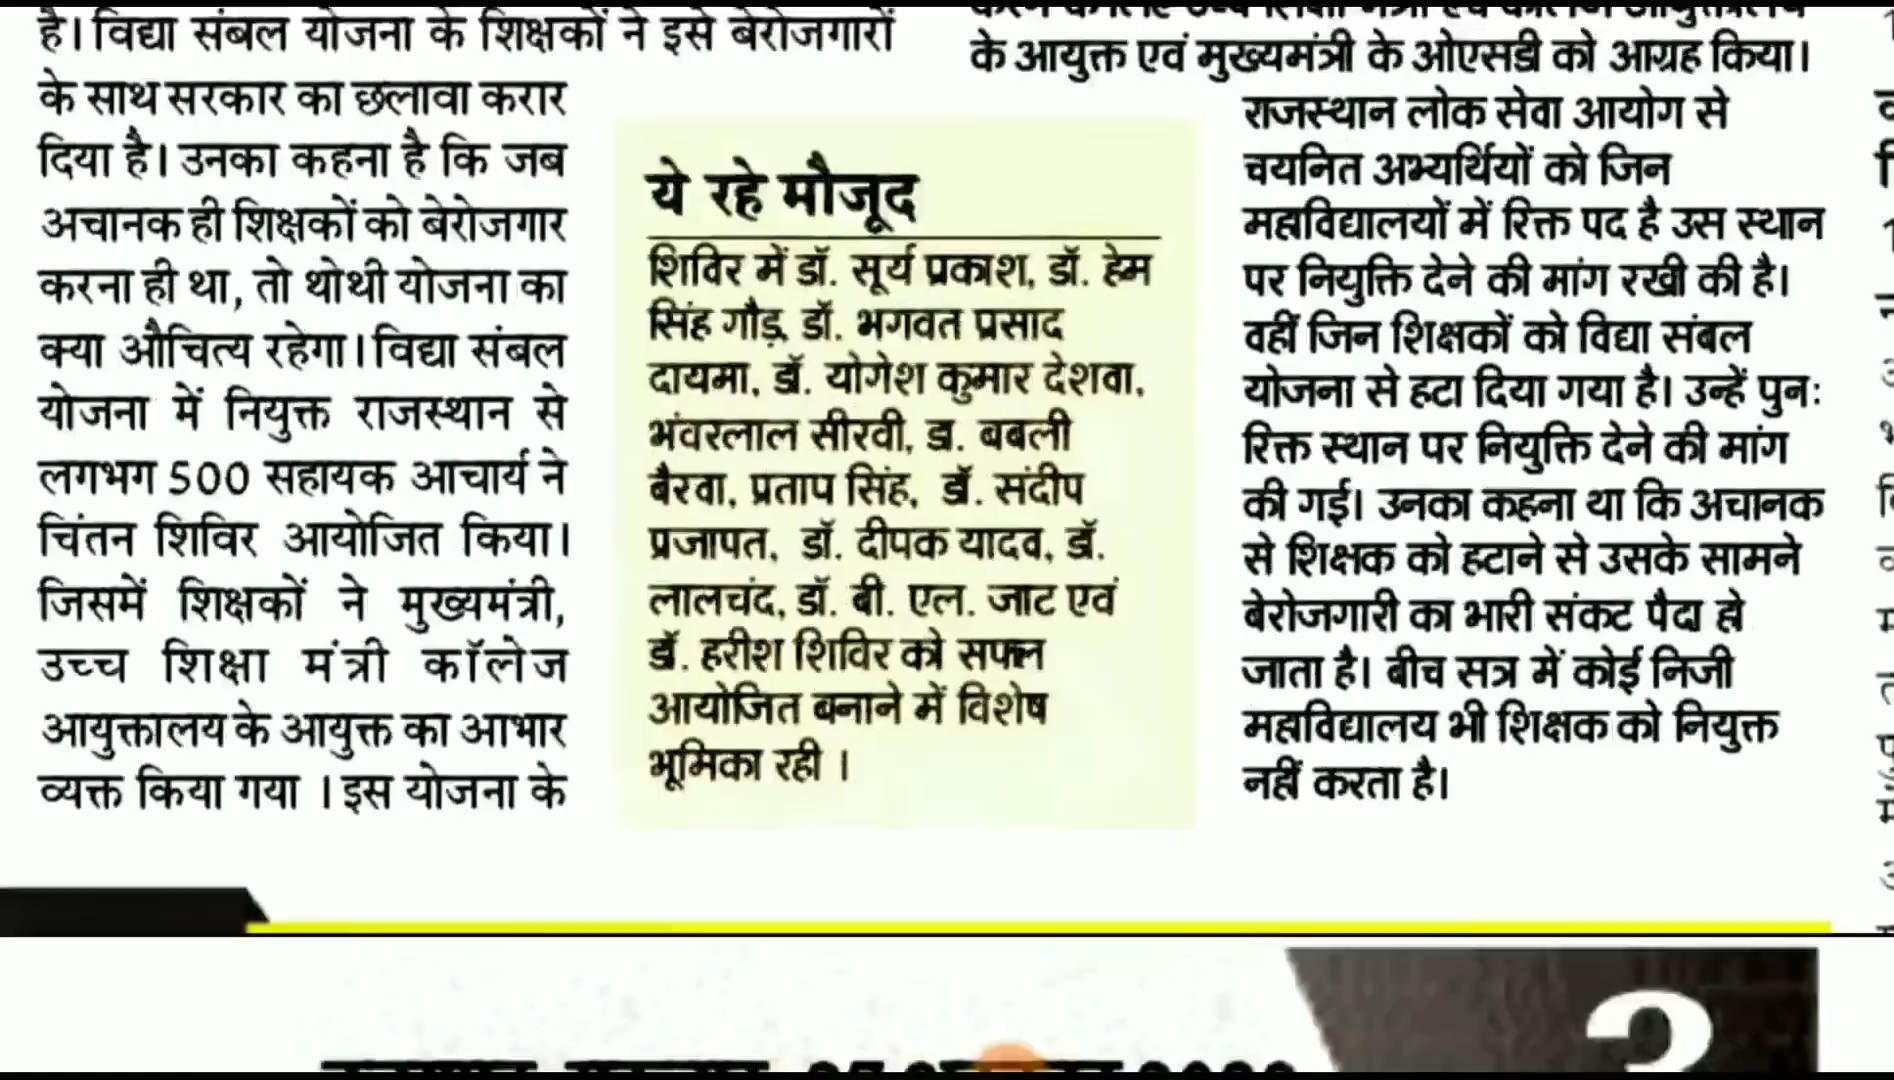 है। विद्या संबल योजना के शिक्षकों ने इसे बेरोजगारों
के साथ सरकार का छलावा करार
दिया है। उनका कहना है कि जब
अचानक ही शिक्षकों को बेरोजगार
करना ही था, तो थोथी योजना का
क्या औचित्य रहेगा। विद्या संबल
योजना में नियुक्त राजस्थान से
लगभग 500 सहायक आचार्य ने
चिंतन शिविर आयोजित किया।
जिसमें शिक्षकों ने मुख्यमंत्री,
उच्च शिक्षा मंत्री कॉलेज
आयुक्तालय के आयुक्त का आभार
व्यक्त किया गया । इस योजना के
ये रहे मौजूद
शिविर में डॉ. सूर्य प्रकाश, डॉ. हेम
सिंह गौड़, डॉ. भगवत प्रसाद
दायमा, डॉ. योगेश कुमार देशवा,
भंवरलाल सीरवी, डा. बबली
बैरवा, प्रताप सिंह, डॉ. संदीप
प्रजापत, डॉ. दीपक यादव, डॉ.
लालचंद, डॉ. बी. एल. जाट एवं
डॉ. हरीश शिविर को सफल
आयोजित बनाने में विशेष
भूमिका रही ।
के आयुक्त एवं मुख्यमंत्री के ओएसडी को आग्रह किया।
राजस्थान लोक सेवा आयोग से
चयनित अभ्यर्थियों को जिन
महाविद्यालयों में रिक्त पद है उस स्थान
पर नियुक्ति देने की मांग रखी की है।
वहीं जिन शिक्षकों को विद्या संबल
योजना से हटा दिया गया है। उन्हें पुनः
रिक्त स्थान पर नियुक्ति देने की मांग
की गई। उनका कहना था कि अचानक
से शिक्षक को हटाने से उसके सामने
बेरोजगारी का भारी संकट पैदा हो
जाता है। बीच सत्र में कोई निजी
महाविद्यालय भी शिक्षक को नियुक्त
नहीं करता है।